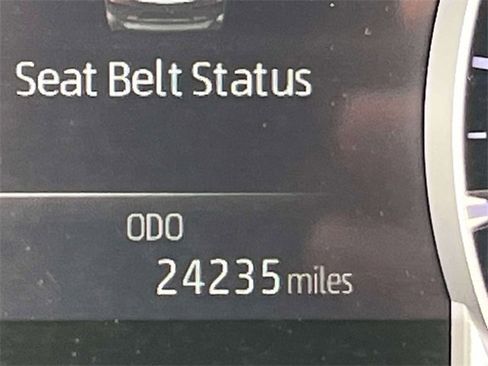 Seat Belt Status
ODO
24235 miles